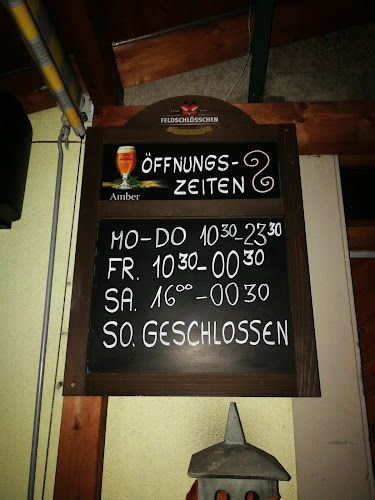 FELDSCHLÖSSCHEN
ÖFFNUNGS-
ZEITEN
Amber
MO-DO 10³⁰-23³⁰
FR. 10³⁰-00³⁰
SA. 16⁰⁰-00³⁰
SO. GESCHLOSSEN